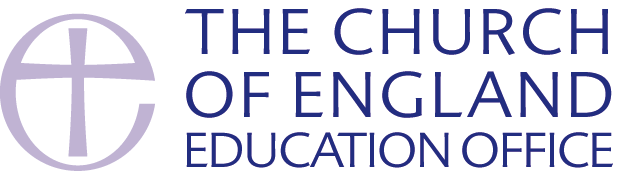 THE CHURCH
OF ENGLAND
EDUCATION OFFICE